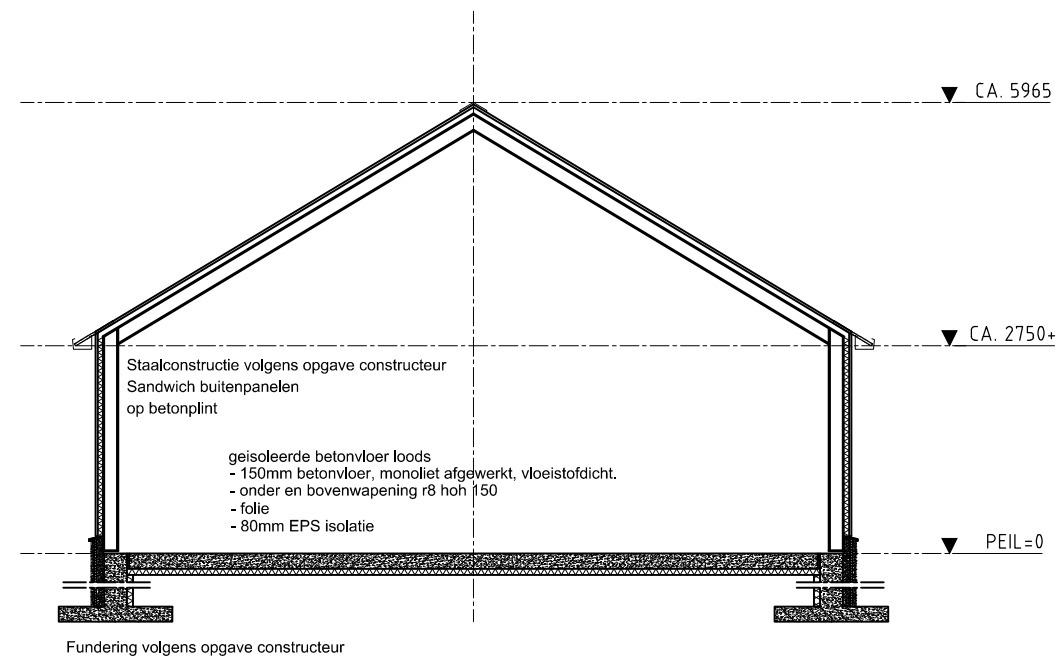 CA. 5965
CA. 2750+
Staalconstructie volgens opgave constructeur
Sandwich buitenpanelen
op betonplint
geisoleerde betonvloer loods
- 150mm betonvloer, monoliet afgewerkt, vloeistofdicht.
- onder en bovenwapening r8 hoh 150
- folie
- 80mm EPS isolatie
PEIL=0
Fundering volgens opgave constructeur